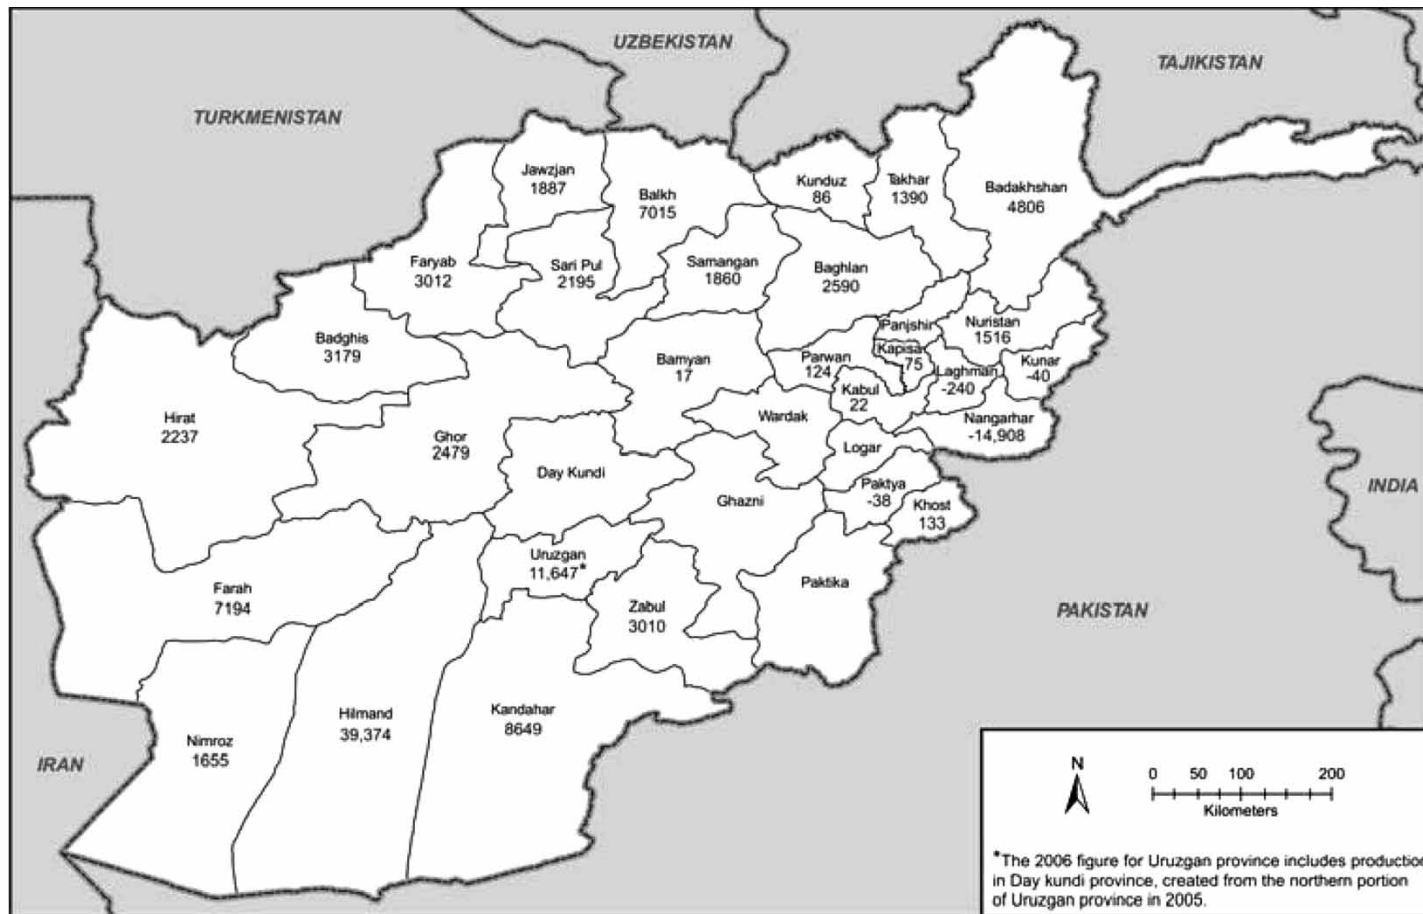 UZBEKISTAN
TAJIKISTAN
TURKMENISTAN
Jawzjan
1887
Balkh
7015
Kunduz
86
Takhar
1390
Badakhshan
4806
Faryab
3012
Sari Pul
2195
Samangan
1860
Baghlan
2590
Badghis
3179
Panjshir
Nuristan
1516
Bamyan
17
Parwan
124
Kapisa
-75
Laghman
-240
Kunar
-40
Kabul
22
Hirat
2237
Ghor
2479
Wardak
Nangarhar
-14,908
Logar
Day Kundi
Ghazni
Paktya
-38
Khost
133
INDIA
Uruzgan
11,647*
Farah
7194
Zabul
3010
Paktika
PAKISTAN
Hilmand
39,374
Kandahar
8649
Nimroz
1655
IRAN
N
0 50 100 200
Kilometers
*The 2006 figure for Uruzgan province includes production
in Day kundi province, created from the northern portion
of Uruzgan province in 2005.